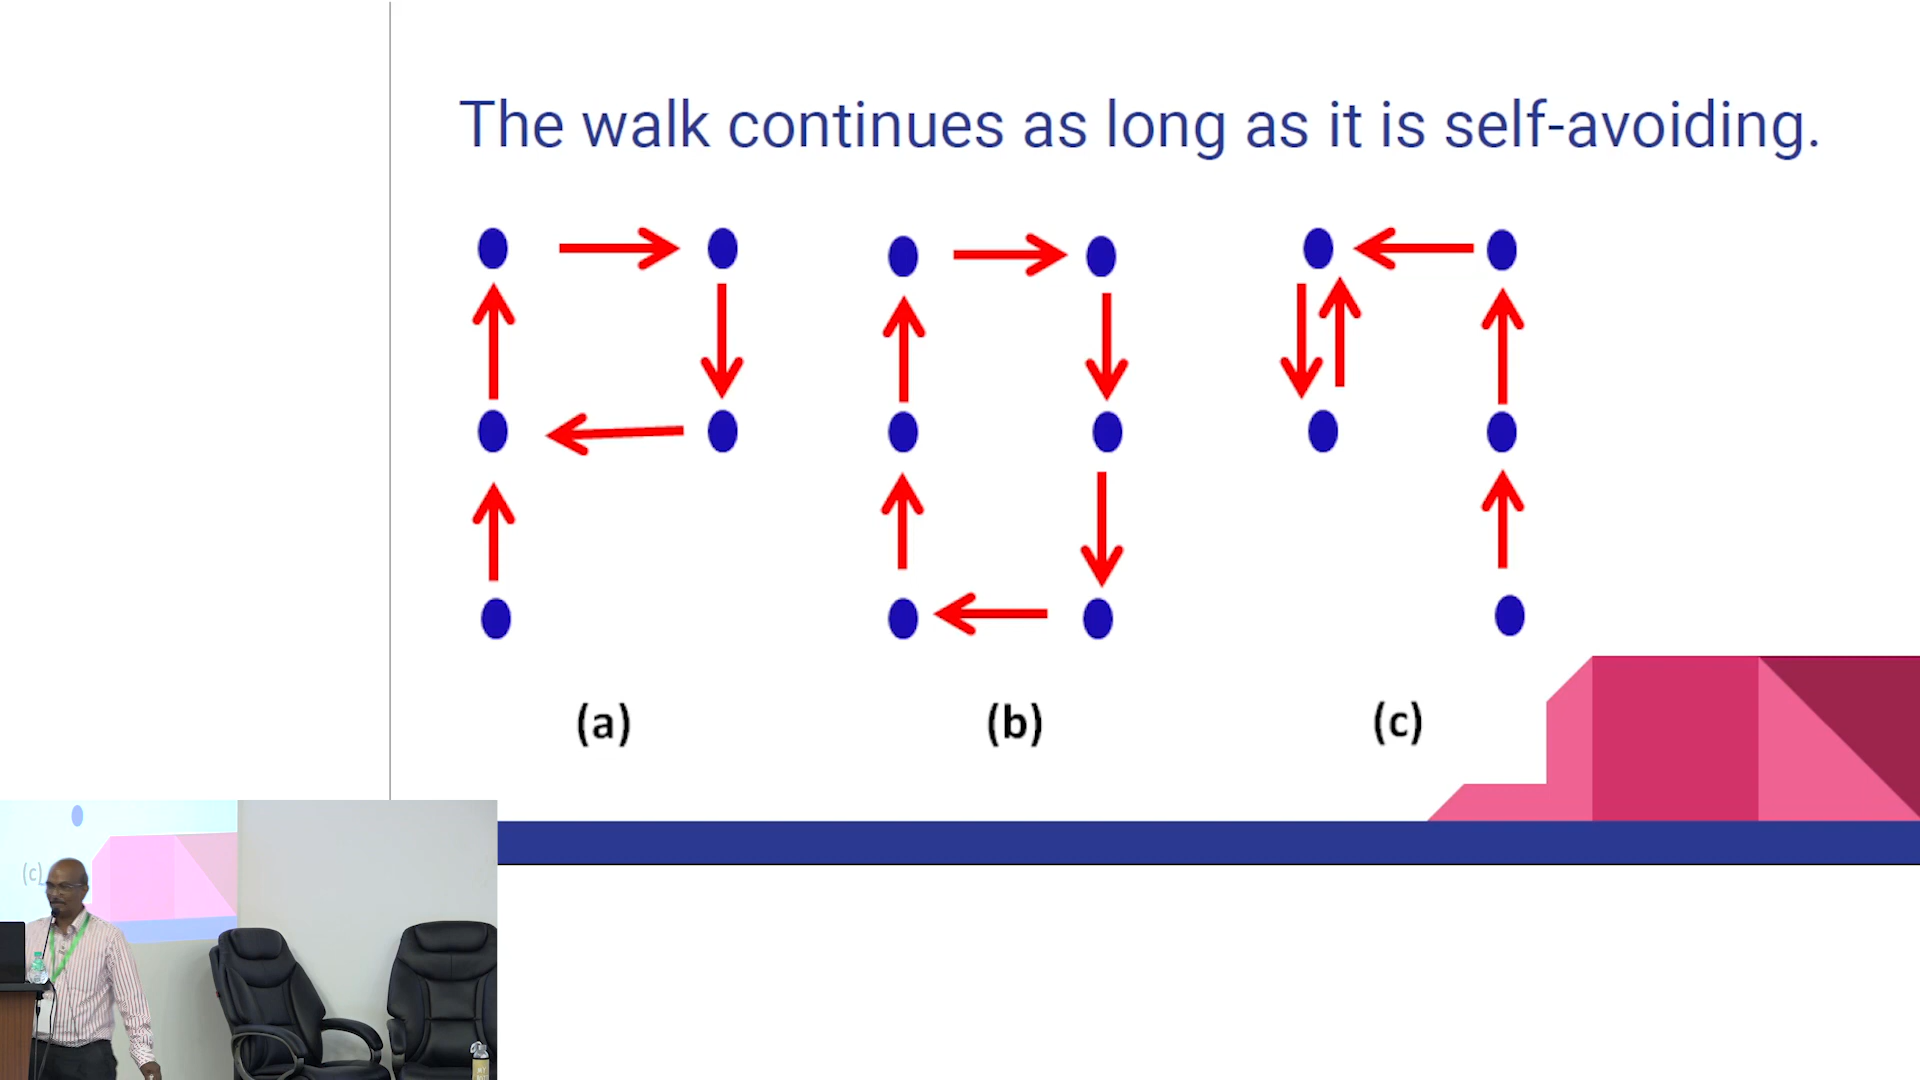 The walk continues as long as it is self-avoiding.
(a) (b) (c)
(c)